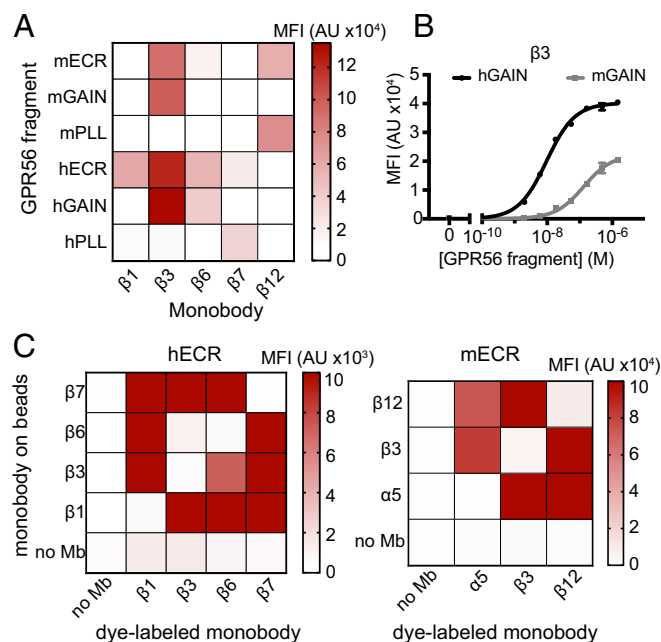 A
MFI (AU x10⁴)
GPR56 fragment
mECR
mGAIN
mPLL
hECR
hGAIN
hPLL
β1 β3 β6 β7 β12
Monobody
12
10
8
6
4
2
0
B
β3
hGAIN mGAIN
MFI (AU x10⁴)
5
4
3
2
1
0
0 10⁻¹⁰ 10⁻⁸ 10⁻⁶
[GPR56 fragment] (M)
C
hECR
MFI (AU x10³)
monobody on beads
β7
β6
β3
β1
no Mb
no Mb β1 β3 β6 β7
dye-labeled monobody
10
8
6
4
2
0
mECR
MFI (AU x10⁴)
β12
β3
α5
no Mb
no Mb α5 β3 β12
dye-labeled monobody
10
8
6
4
2
0